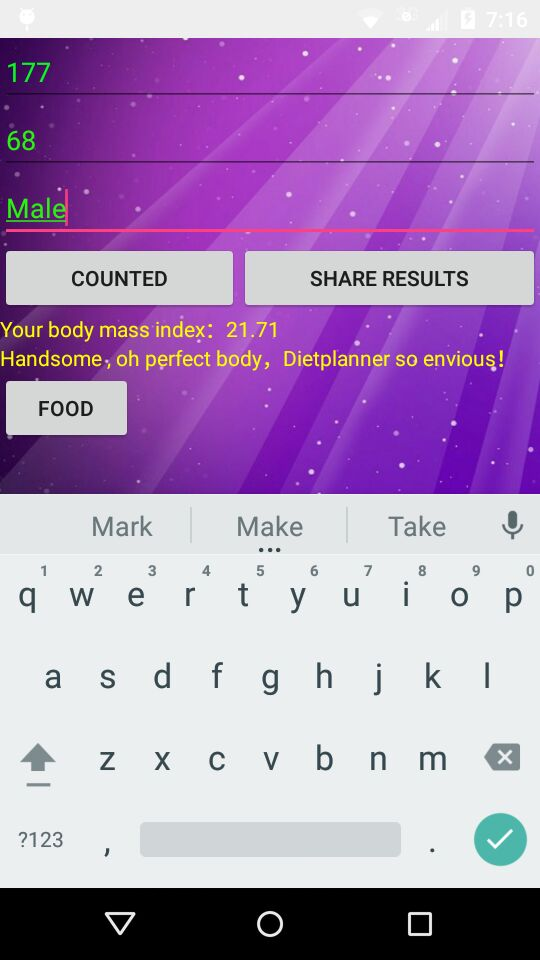 7:16
177
68
Male
COUNTED SHARE RESULTS
Your body mass index：21.71
Handsome , oh perfect body，Dietplanner so envious！
FOOD
Mark Make Take
1 2 3 4 5 6 7 8 9 0
q w e r t y u i o p
a s d f g h j k l
z x c v b n m
?123 , .